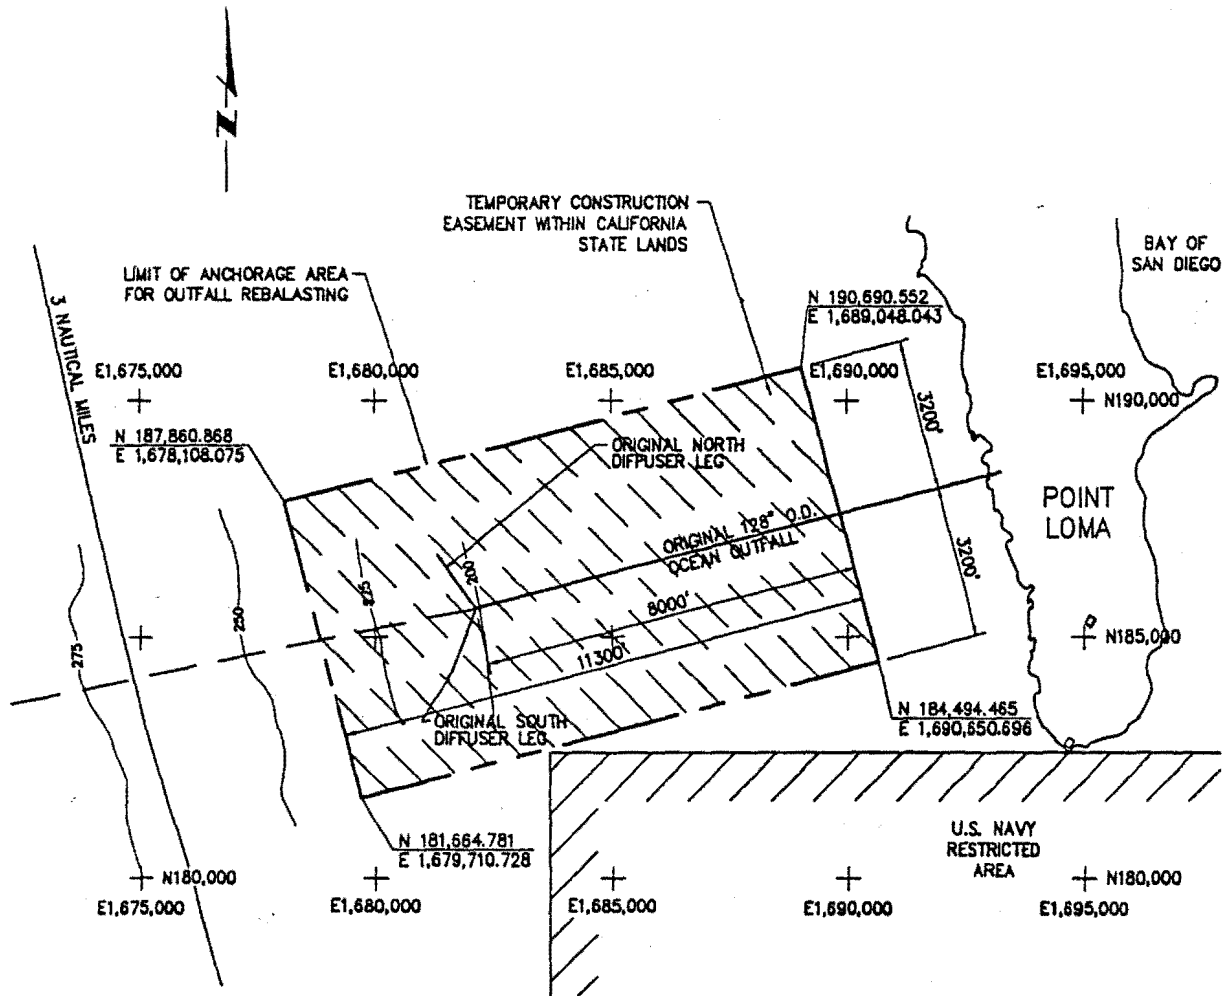 N
TEMPORARY CONSTRUCTION
EASEMENT WITHIN CALIFORNIA
STATE LANDS
BAY OF
SAN DIEGO
LIMIT OF ANCHORAGE AREA
FOR OUTFALL REBALASTING
3 NAUTICAL MILES
N 190,690.552
E 1,689,048.043
E1,675,000
E1,680,000
E1,685,000
E1,690,000
E1,695,000
N190,000
3200'
N 187,860.868
E 1,678,108.075
ORIGINAL NORTH
DIFFUSER LEG
POINT
LOMA
ORIGINAL 128" O.D.
OCEAN OUTFALL
200
225
250
275
8000'
3200'
11300'
N185,000
ORIGINAL SOUTH
DIFFUSER LEG
N 184,494.465
E 1,690,650.696
N 181,664.781
E 1,679,710.728
U.S. NAVY
RESTRICTED
AREA
N180,000
N180,000
E1,675,000
E1,680,000
E1,685,000
E1,690,000
E1,695,000